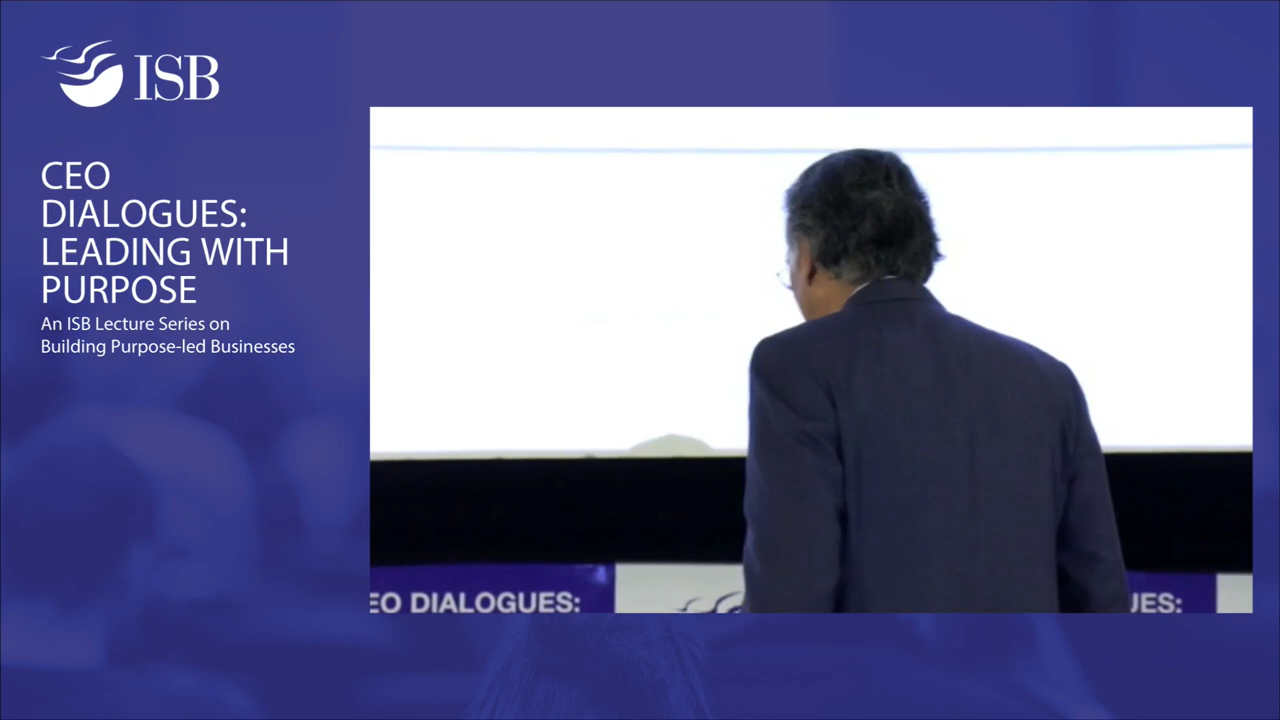 ISB
CEO
DIALOGUES:
LEADING WITH
PURPOSE
An ISB Lecture Series on
Building Purpose-led Businesses
EO DIALOGUES:
UES: